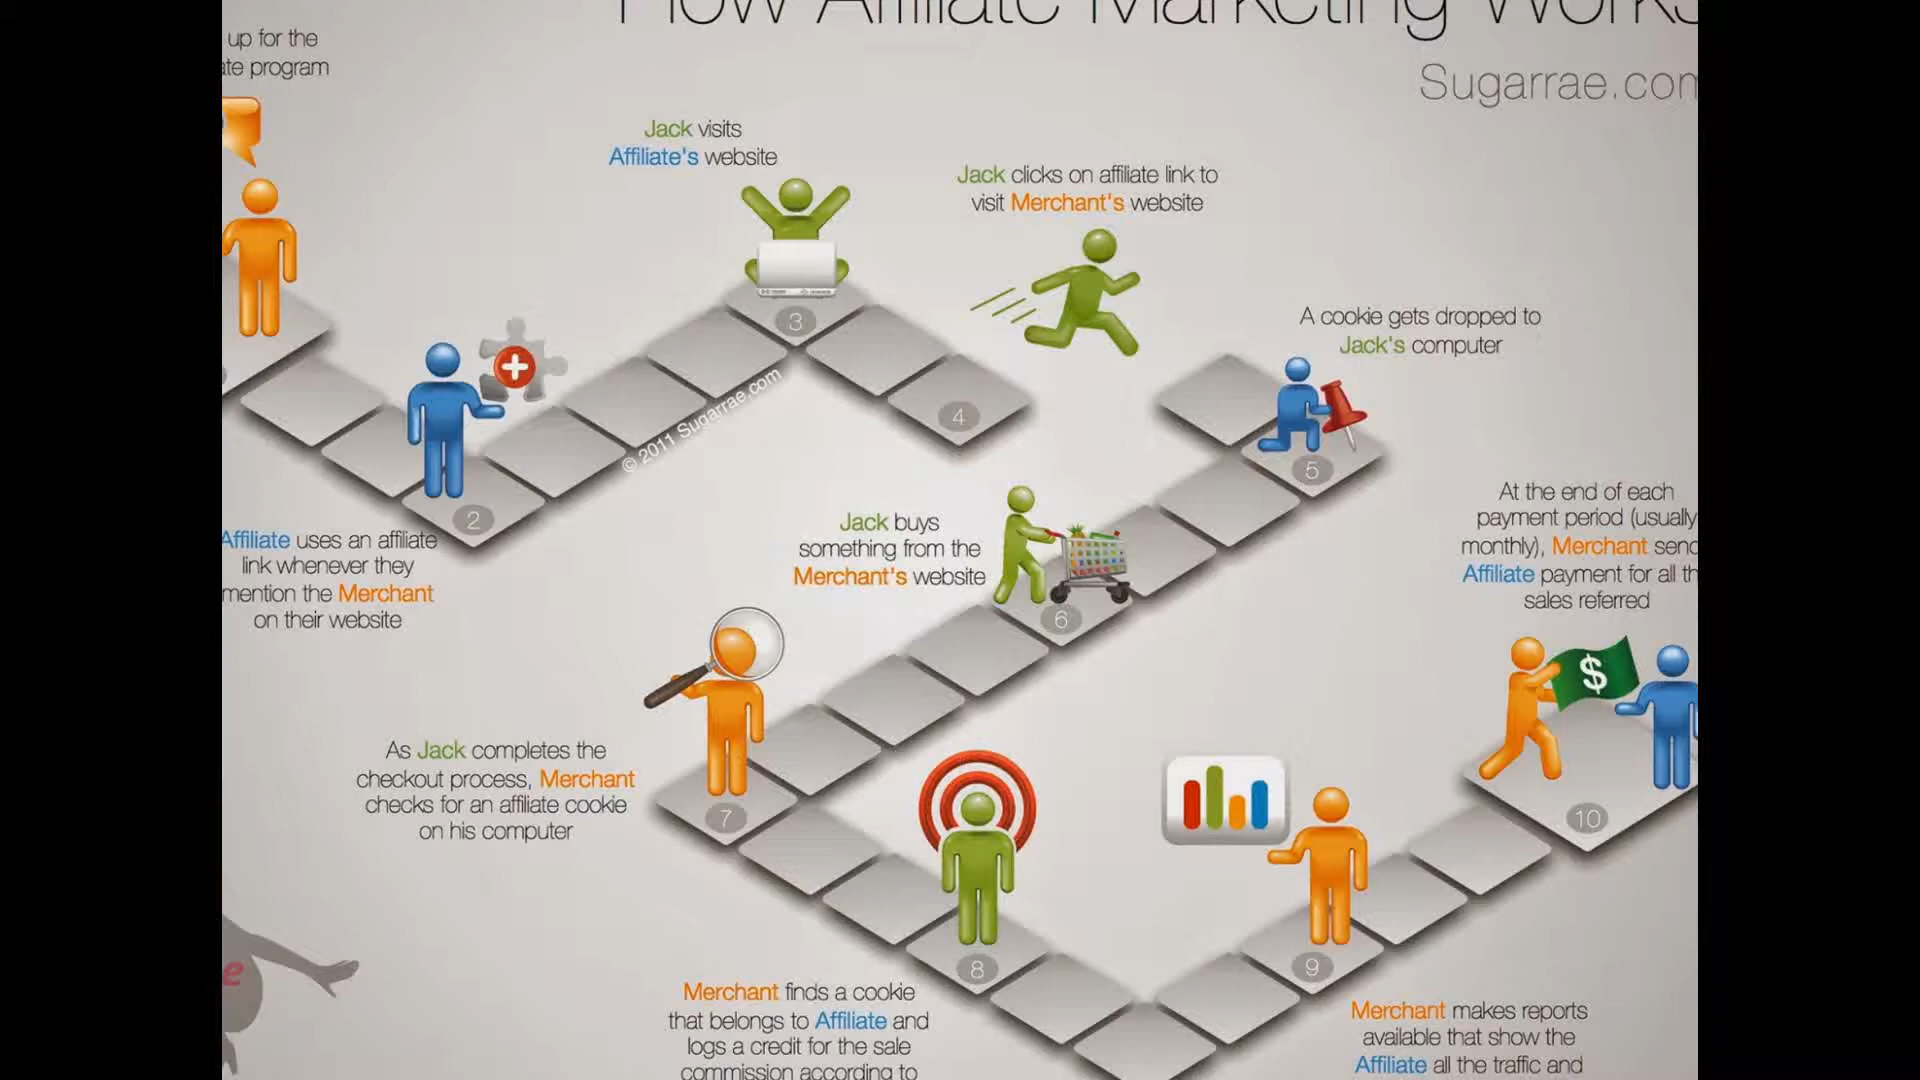 How Affiliate Marketing Works
Sugarrae.com
up for the
program
Jack visits
Affiliate's website
Jack clicks on affiliate link to
visit Merchant's website
3
4
© 2011 Sugarrae.com
A cookie gets dropped to
Jack's computer
5
2
Affiliate uses an affiliate
link whenever they
mention the Merchant
on their website
Jack buys
something from the
Merchant's website
6
As Jack completes the
checkout process, Merchant
checks for an affiliate cookie
on his computer
7
Merchant finds a cookie
that belongs to Affiliate and
logs a credit for the sale
commission according to
8
Merchant makes reports
available that show the
Affiliate all the traffic and
9
At the end of each
payment period (usually
monthly), Merchant
Affiliate payment for all
sales referred
$
10